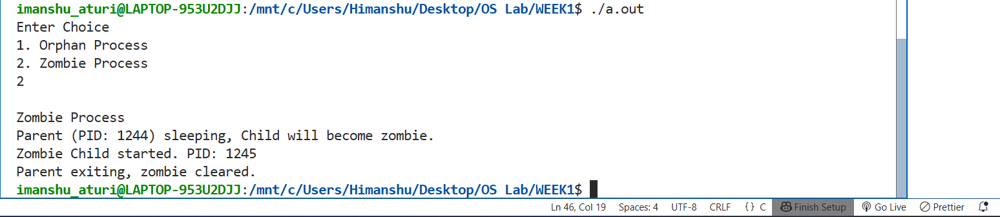 imanshu_aturi@LAPTOP-953U2DJJ:/mnt/c/Users/Himanshu/Desktop/OS Lab/WEEK1$ ./a.out
Enter Choice
1. Orphan Process
2. Zombie Process
2
Zombie Process
Parent (PID: 1244) sleeping, Child will become zombie.
Zombie Child started. PID: 1245
Parent exiting, zombie cleared.
imanshu_aturi@LAPTOP-953U2DJJ:/mnt/c/Users/Himanshu/Desktop/OS Lab/WEEK1$
Ln 46, Col 19 Spaces: 4 UTF-8 CRLF {} C Finish Setup Go Live Prettier